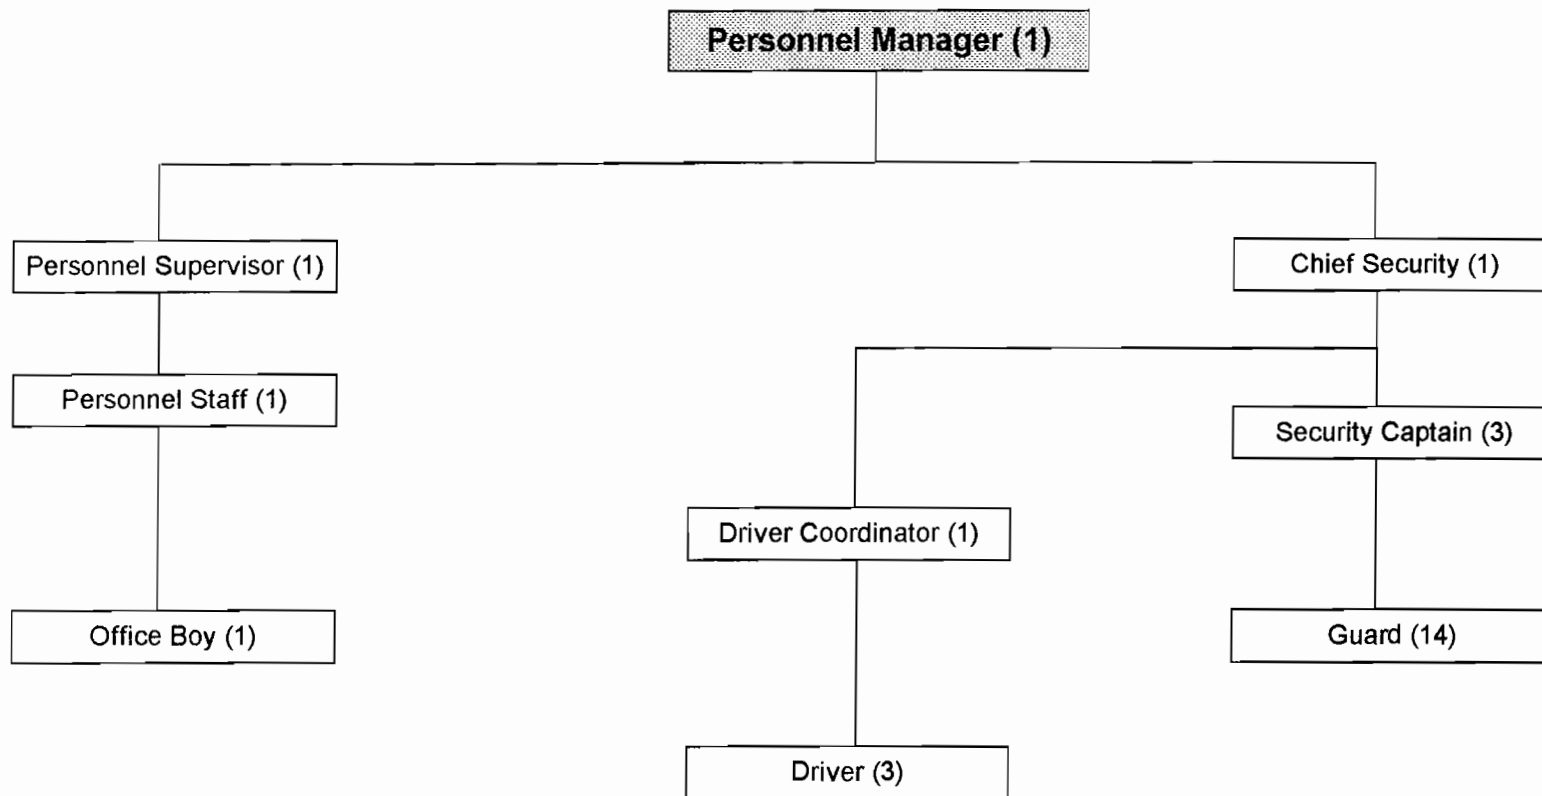 Personnel Manager (1)
Personnel Supervisor (1)
Chief Security (1)
Personnel Staff (1)
Security Captain (3)
Driver Coordinator (1)
Office Boy (1)
Guard (14)
Driver (3)